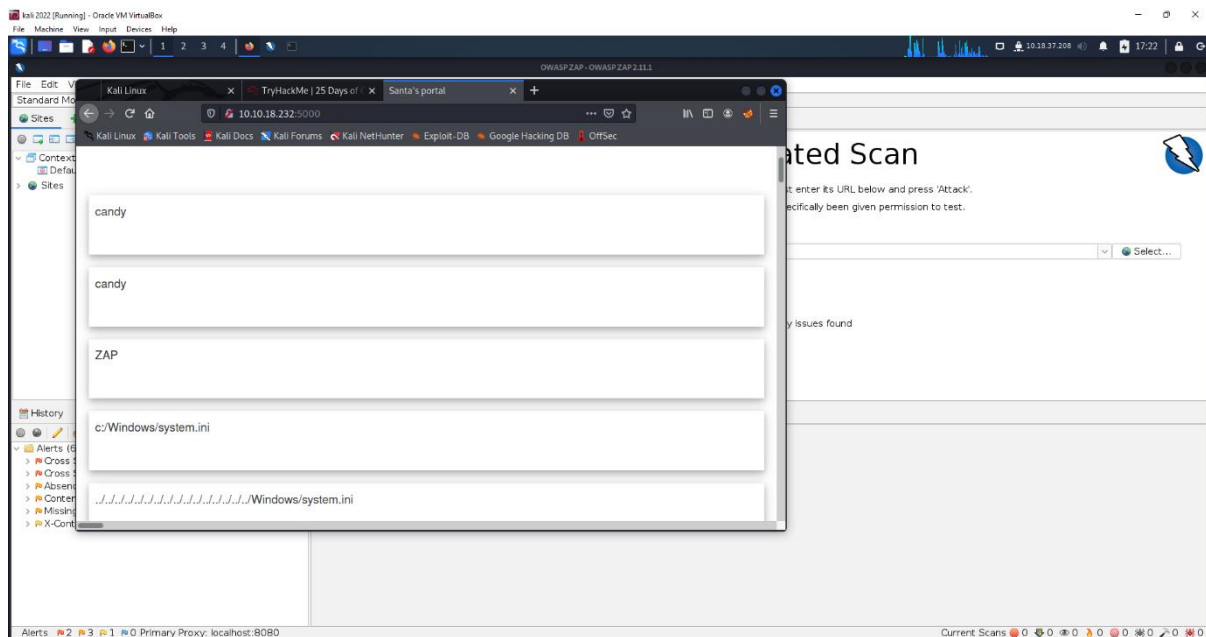 kali 2022 [Running] - Oracle VM VirtualBox
File Machine View Input Devices Help
1 2 3 4
10.18.37.208
17:22
OWASP ZAP - OWASP ZAP 2.11.1
File Edit V
Standard Mo
Sites
Context
Defau
Sites
Kali Linux
TryHackMe | 25 Days of
Santa's portal
10.10.18.232:5000
Kali Linux Kali Tools Kali Docs Kali Forums Kali NetHunter Exploit-DB Google Hacking DB OffSec
candy
candy
ZAP
c:/Windows/system.ini
../../../../../../../../../../../../../../../../Windows/system.ini
ated Scan
st enter its URL below and press 'Attack'.
ecifically been given permission to test.
Select...
y issues found
History
Alerts (6
Cross S
Cross S
Absenc
Conten
Missing
X-Cont
Alerts 2 3 1 0 Primary Proxy: localhost:8080
Current Scans 0 0 0 0 0 0 0 0